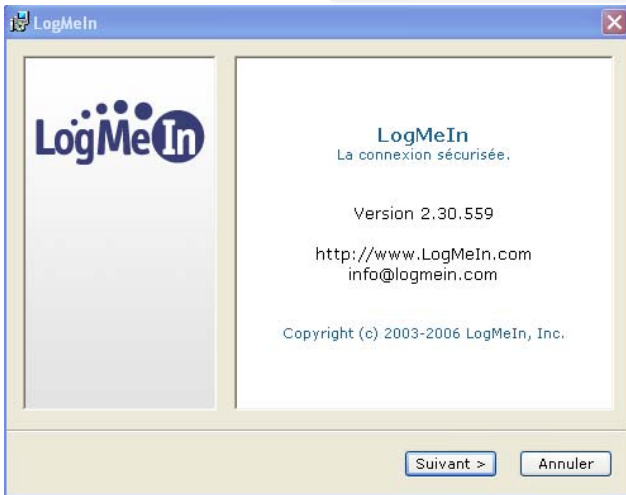 LogMeIn
LogMeIn
LogMeIn
La connexion sécurisée.
Version 2.30.559
http://www.LogMeIn.com
info@logmein.com
Copyright (c) 2003-2006 LogMeIn, Inc.
Suivant >
Annuler